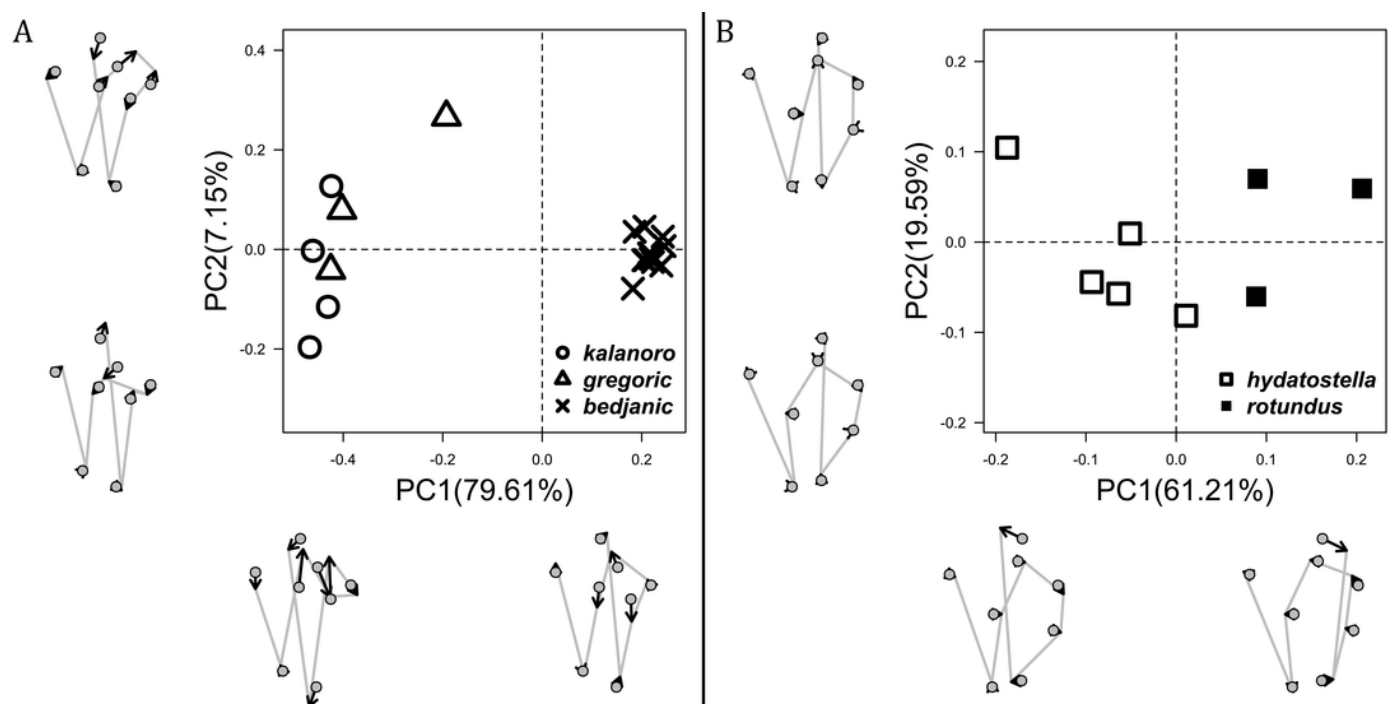 A
0.4
0.2
0.0
-0.2
PC2(7.15%)
kalanoro
gregoric
bedjanic
-0.4
-0.2
0.0
0.2
PC1(79.61%)
B
0.2
0.1
0.0
-0.1
-0.2
PC2(19.59%)
hydatostella
rotundus
-0.2
-0.1
0.0
0.1
0.2
PC1(61.21%)